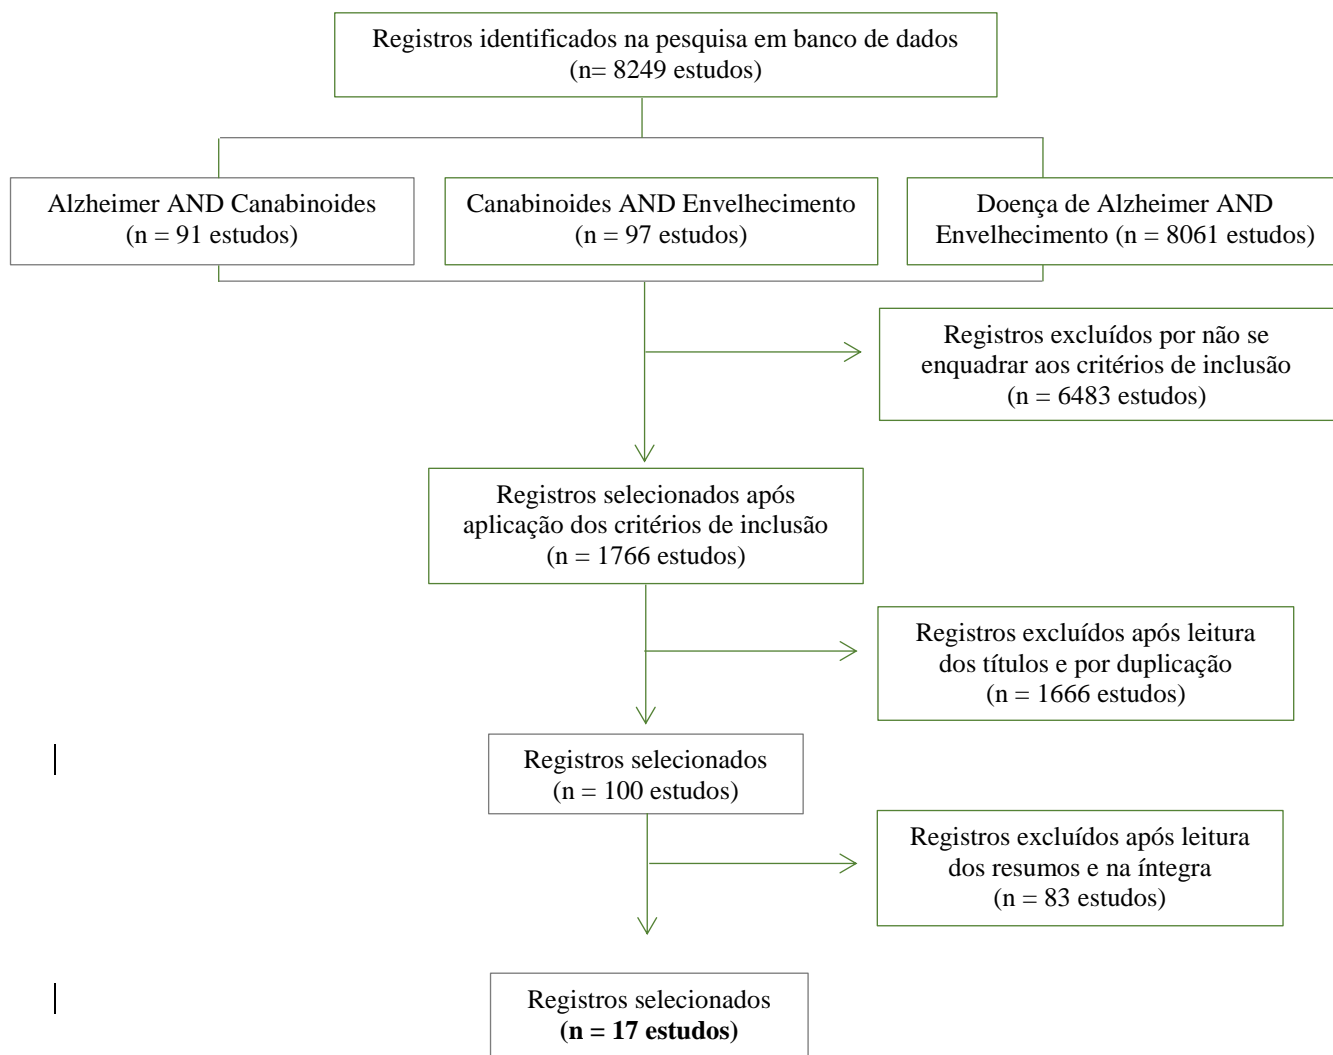 Registros identificados na pesquisa em banco de dados
(n= 8249 estudos)
Alzheimer AND Canabinoides
(n = 91 estudos)
Canabinoides AND Envelhecimento
(n = 97 estudos)
Doença de Alzheimer AND
Envelhecimento (n = 8061 estudos)
Registros excluídos por não se
enquadrar aos critérios de inclusão
(n = 6483 estudos)
Registros selecionados após
aplicação dos critérios de inclusão
(n = 1766 estudos)
Registros excluídos após leitura
dos títulos e por duplicação
(n = 1666 estudos)
Registros selecionados
(n = 100 estudos)
Registros excluídos após leitura
dos resumos e na íntegra
(n = 83 estudos)
Registros selecionados
(n = 17 estudos)